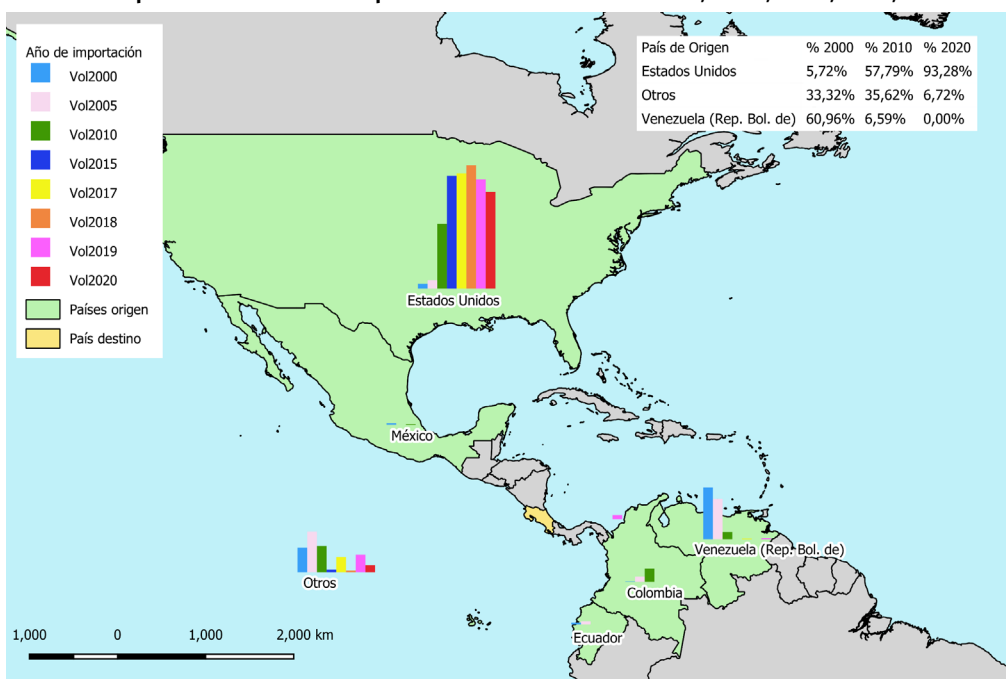 Año de importación
Vol2000
Vol2005
Vol2010
Vol2015
Vol2017
Vol2018
Vol2019
Vol2020
Países origen
País destino
País de Origen % 2000 % 2010 % 2020
Estados Unidos 5,72% 57,79% 93,28%
Otros 33,32% 35,62% 6,72%
Venezuela (Rep. Bol. de) 60,96% 6,59% 0,00%
Estados Unidos
México
Venezuela (Rep. Bol. de)
Otros
Colombia
Ecuador
1,000 0 1,000 2,000 km